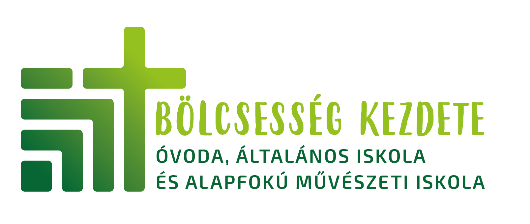 BÖLCSESSÉG KEZDETE
ÓVODA, ÁLTALÁNOS ISKOLA
ÉS ALAPFOKÚ MŰVÉSZETI ISKOLA